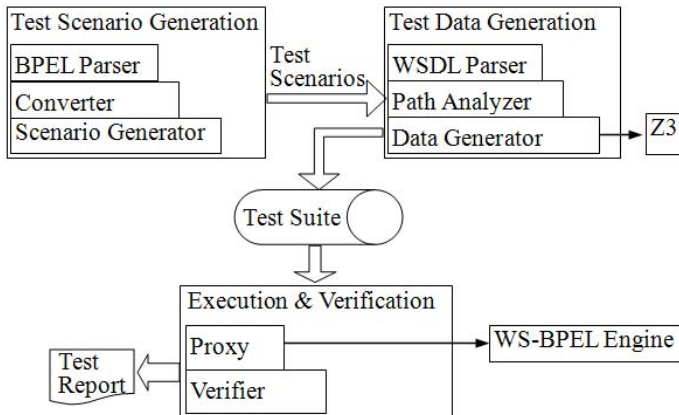 Test Scenario Generation
BPEL Parser
Converter
Scenario Generator
Test
Scenarios
Test Data Generation
WSDL Parser
Path Analyzer
Data Generator
Z3
Test Suite
Execution & Verification
Proxy
Verifier
WS-BPEL Engine
Test
Report